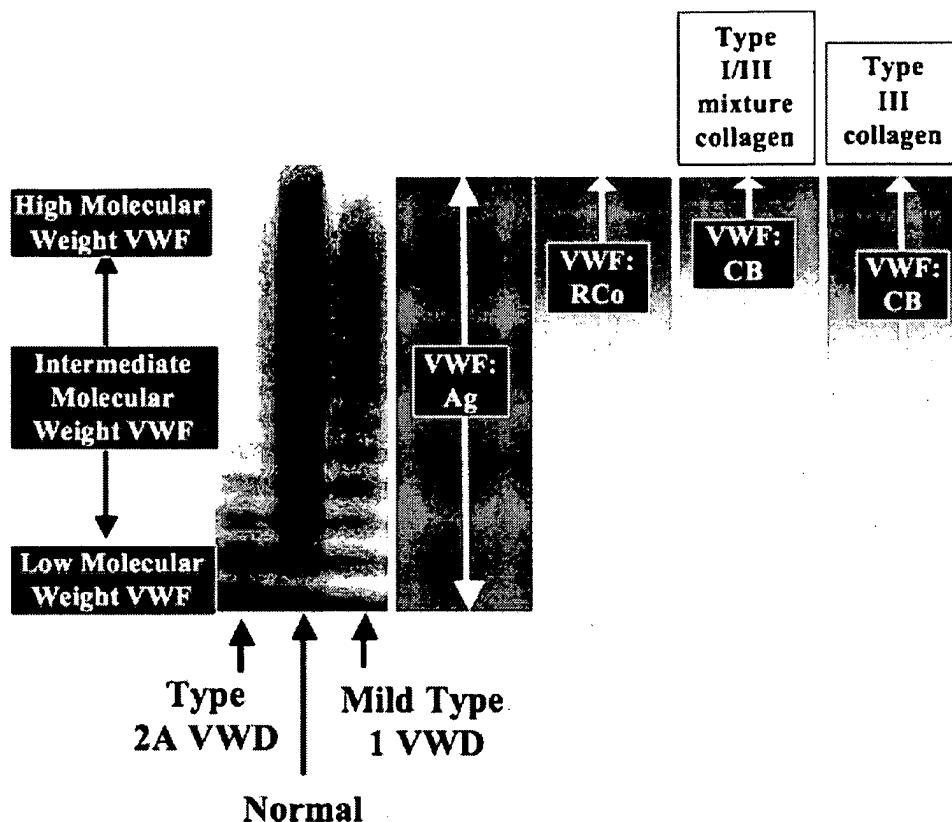 Type
I/III
mixture
collagen
Type
III
collagen
High Molecular
Weight VWF
Intermediate
Molecular
Weight VWF
Low Molecular
Weight VWF
VWF:
Ag
VWF:
RCo
VWF:
CB
VWF:
CB
Type
2A VWD
Mild Type
1 VWD
Normal